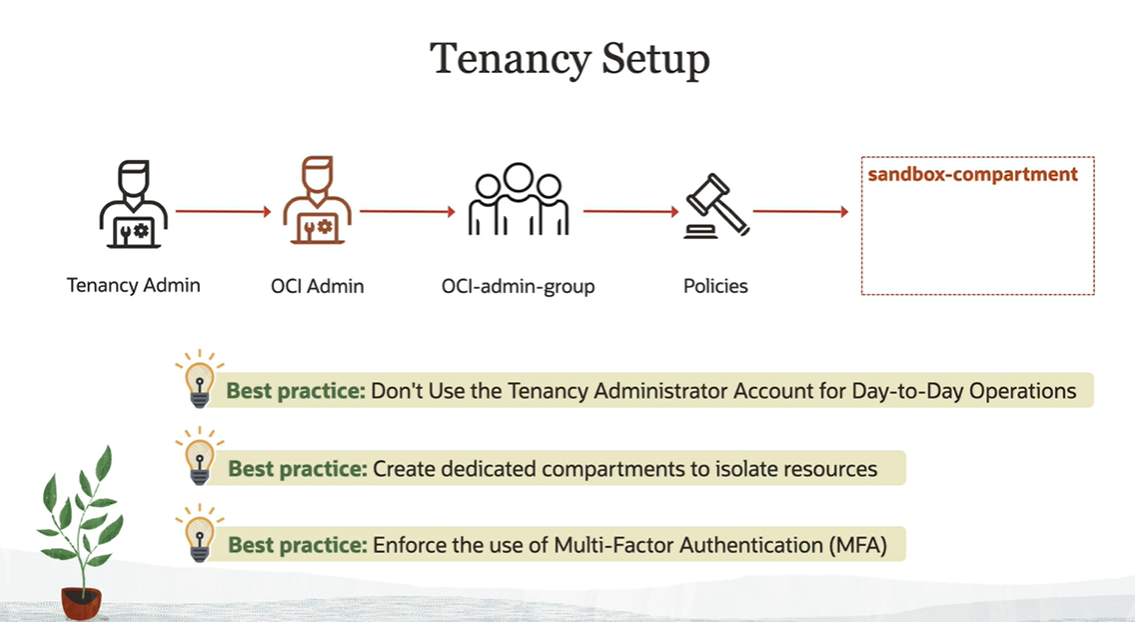 Tenancy Setup
sandbox-compartment
Tenancy Admin
OCI Admin
OCI-admin-group
Policies
Best practice: Don't Use the Tenancy Administrator Account for Day-to-Day Operations
Best practice: Create dedicated compartments to isolate resources
Best practice: Enforce the use of Multi-Factor Authentication (MFA)